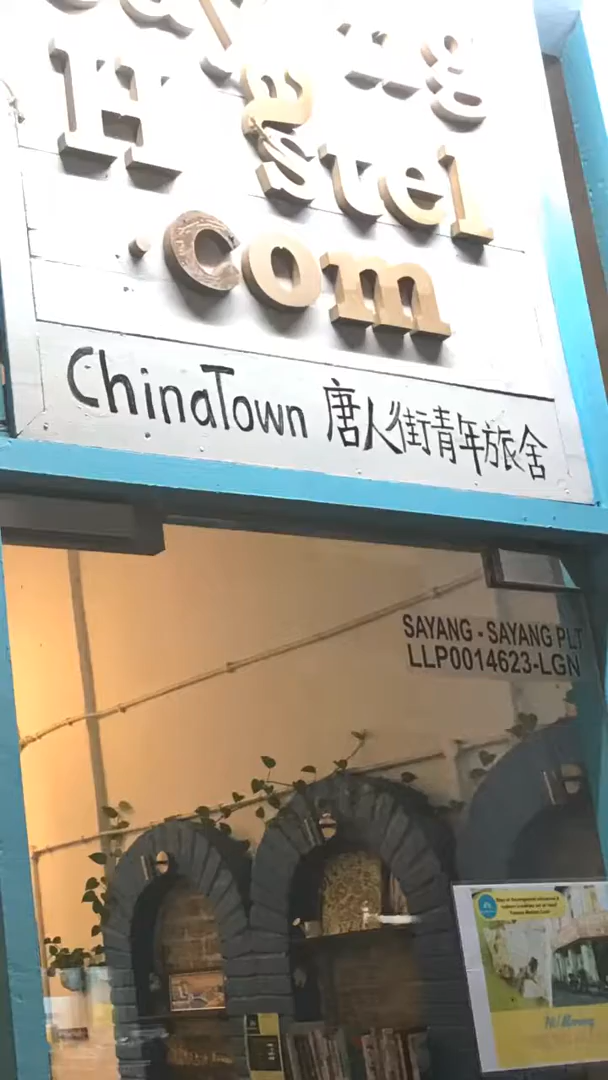 Hostel
.com
ChinaTown 唐人街青年旅舍
SAYANG - SAYANG PLT
LLP0014623-LGN